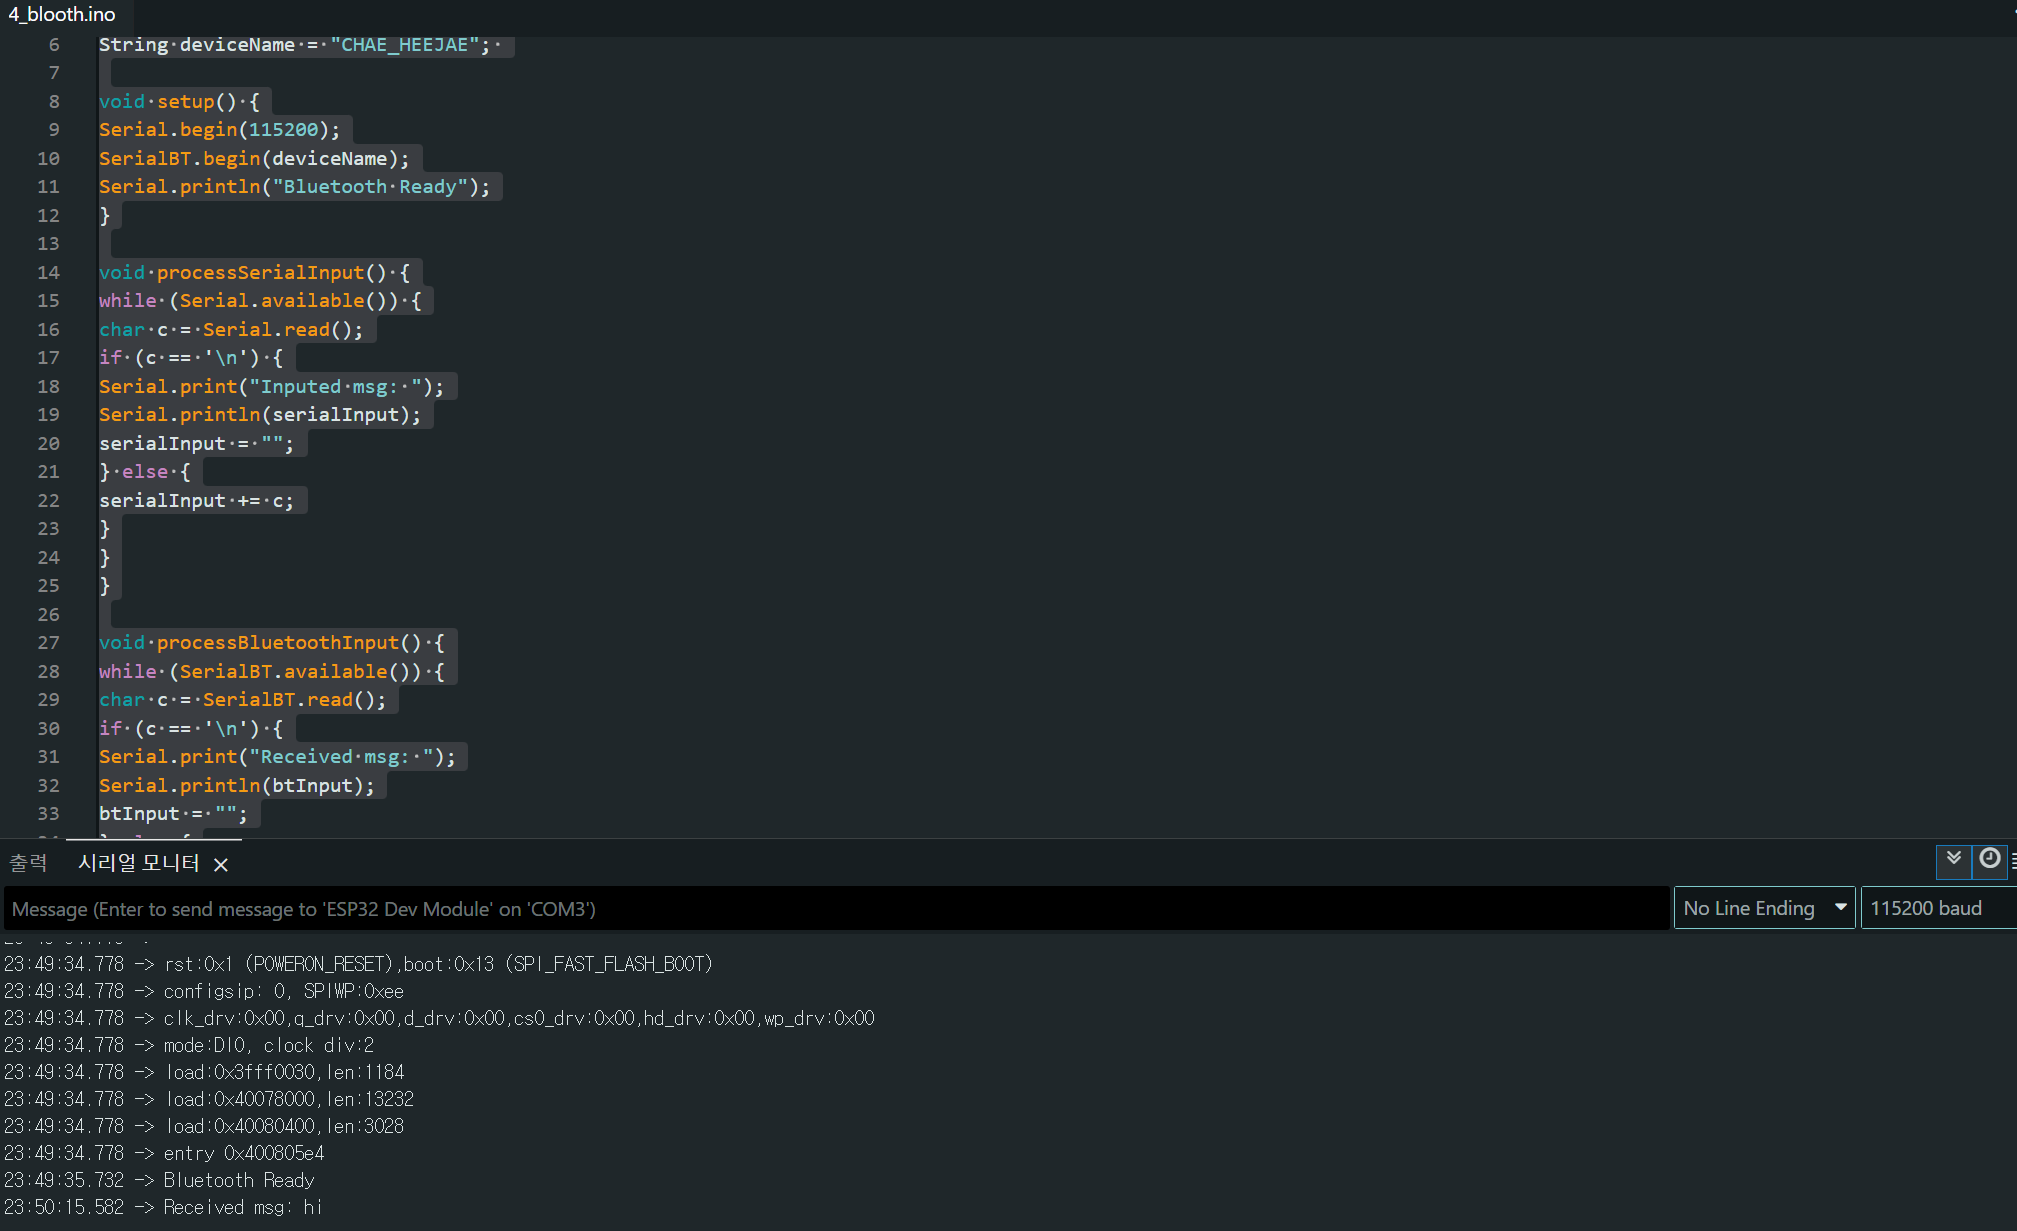 4_blooth.ino
6 String deviceName = "CHAE_HEEJAE";
7
8 void setup() {
9 Serial.begin(115200);
10 SerialBT.begin(deviceName);
11 Serial.println("Bluetooth Ready");
12 }
13
14 void processSerialInput() {
15 while (Serial.available()) {
16 char c = Serial.read();
17 if (c == '\n') {
18 Serial.print("Inputed msg: ");
19 Serial.println(serialInput);
20 serialInput = "";
21 } else {
22 serialInput += c;
23 }
24 }
25 }
26
27 void processBluetoothInput() {
28 while (SerialBT.available()) {
29 char c = SerialBT.read();
30 if (c == '\n') {
31 Serial.print("Received msg: ");
32 Serial.println(btInput);
33 btInput = "";
출력 시리얼 모니터
Message (Enter to send message to 'ESP32 Dev Module' on 'COM3') No Line Ending 115200 baud
23:49:34.778 -> rst:0x1 (POWERON_RESET),boot:0x13 (SPI_FAST_FLASH_BOOT)
23:49:34.778 -> configsip: 0, SPIWP:0xee
23:49:34.778 -> clk_drv:0x00,q_drv:0x00,d_drv:0x00,cs0_drv:0x00,hd_drv:0x00,wp_drv:0x00
23:49:34.778 -> mode:DIO, clock div:2
23:49:34.778 -> load:0x3fff0030,len:1184
23:49:34.778 -> load:0x40078000,len:13232
23:49:34.778 -> load:0x40080400,len:3028
23:49:34.778 -> entry 0x400805e4
23:49:35.732 -> Bluetooth Ready
23:50:15.582 -> Received msg: hi